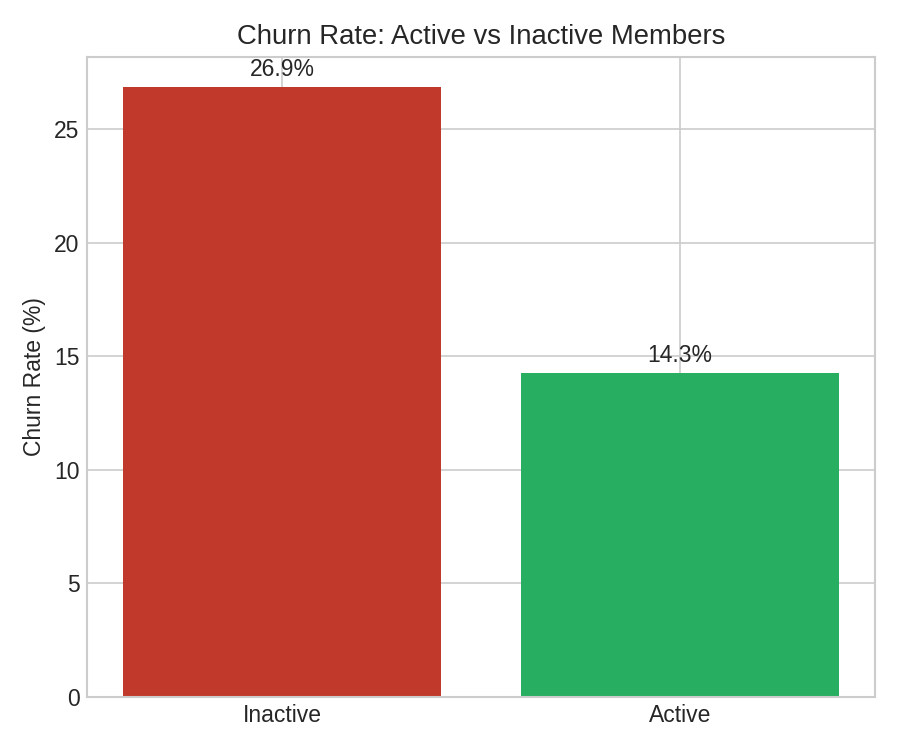 Churn Rate: Active vs Inactive Members
26.9%
25
20
15
14.3%
10
5
0
Churn Rate (%)
Inactive
Active